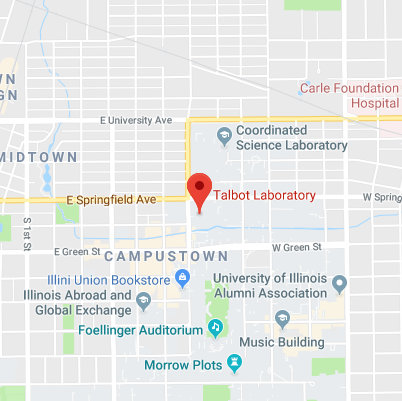 WN
GN
Carle Foundation
Hospital
E University Ave
Coordinated
Science Laboratory
MIDTOWN
E Springfield Ave
Talbot Laboratory
W Spring
S 1st St
E Green St
W Green St
CAMPUSTOWN
Illini Union Bookstore
University of Illinois
Alumni Association
Illinois Abroad and
Global Exchange
Foellinger Auditorium
Music Building
Morrow Plots